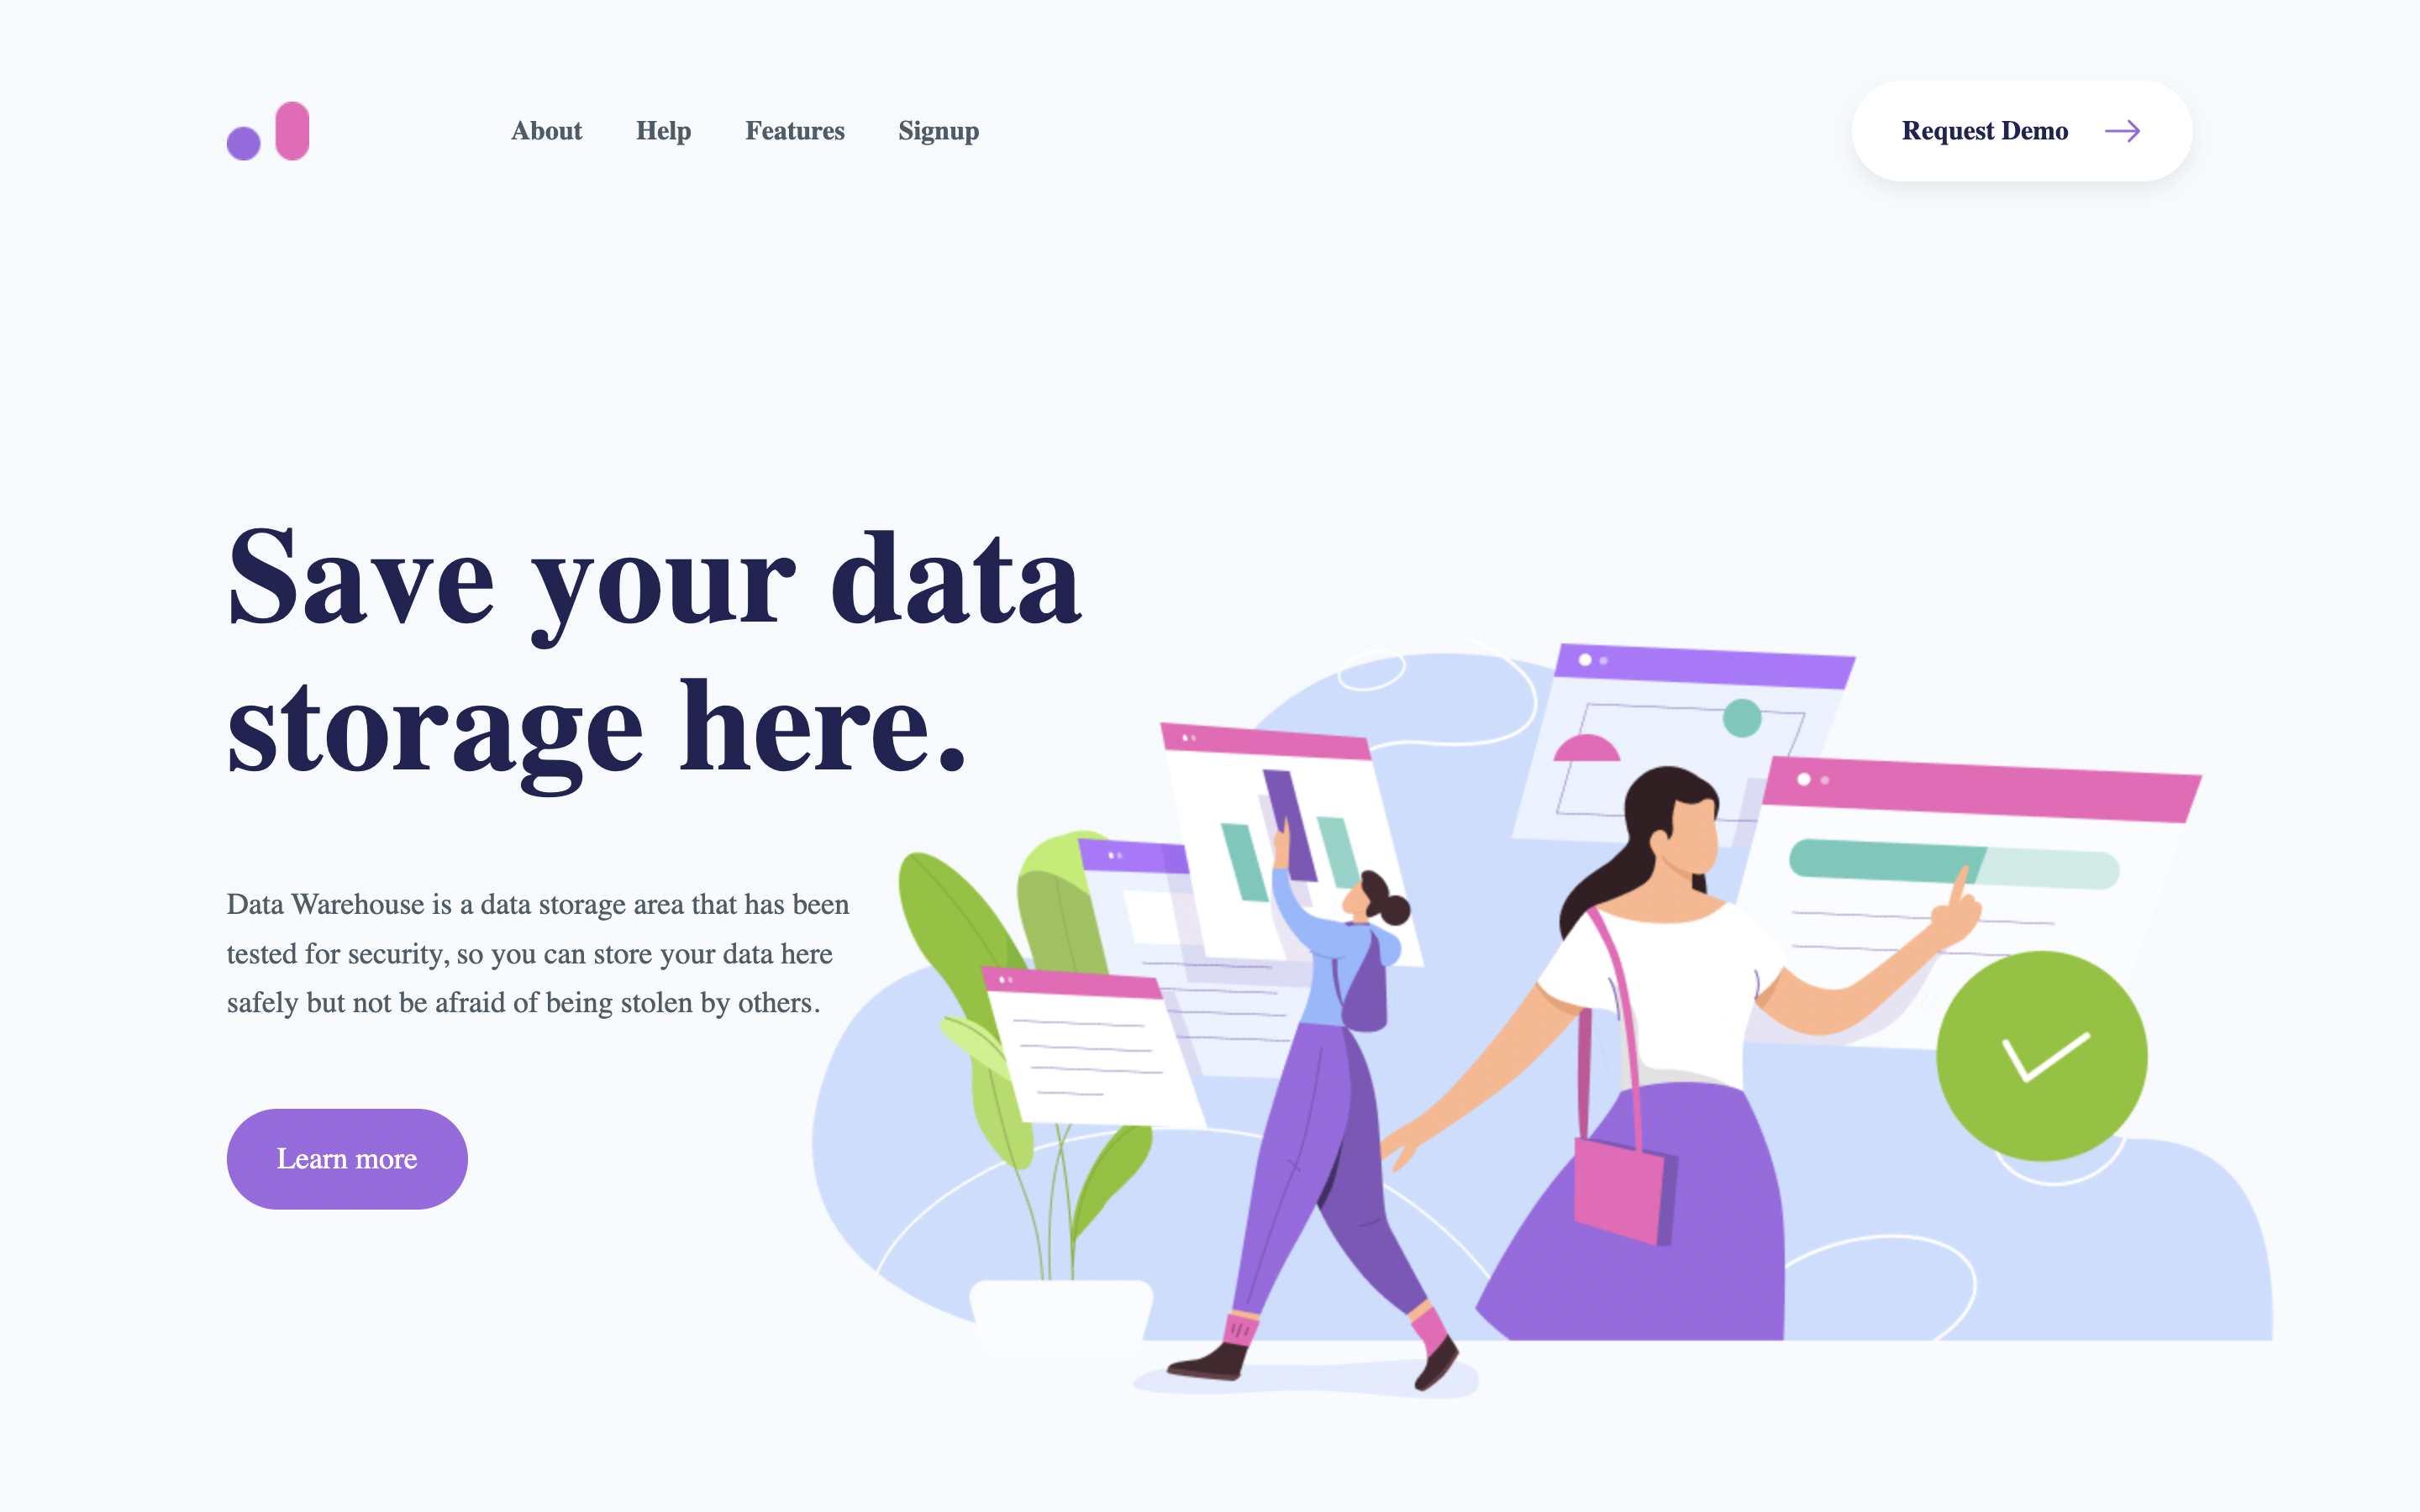 About
Help
Features
Signup
Request Demo
Save your data
storage here.
Data Warehouse is a data storage area that has been
tested for security, so you can store your data here
safely but not be afraid of being stolen by others.
Learn more